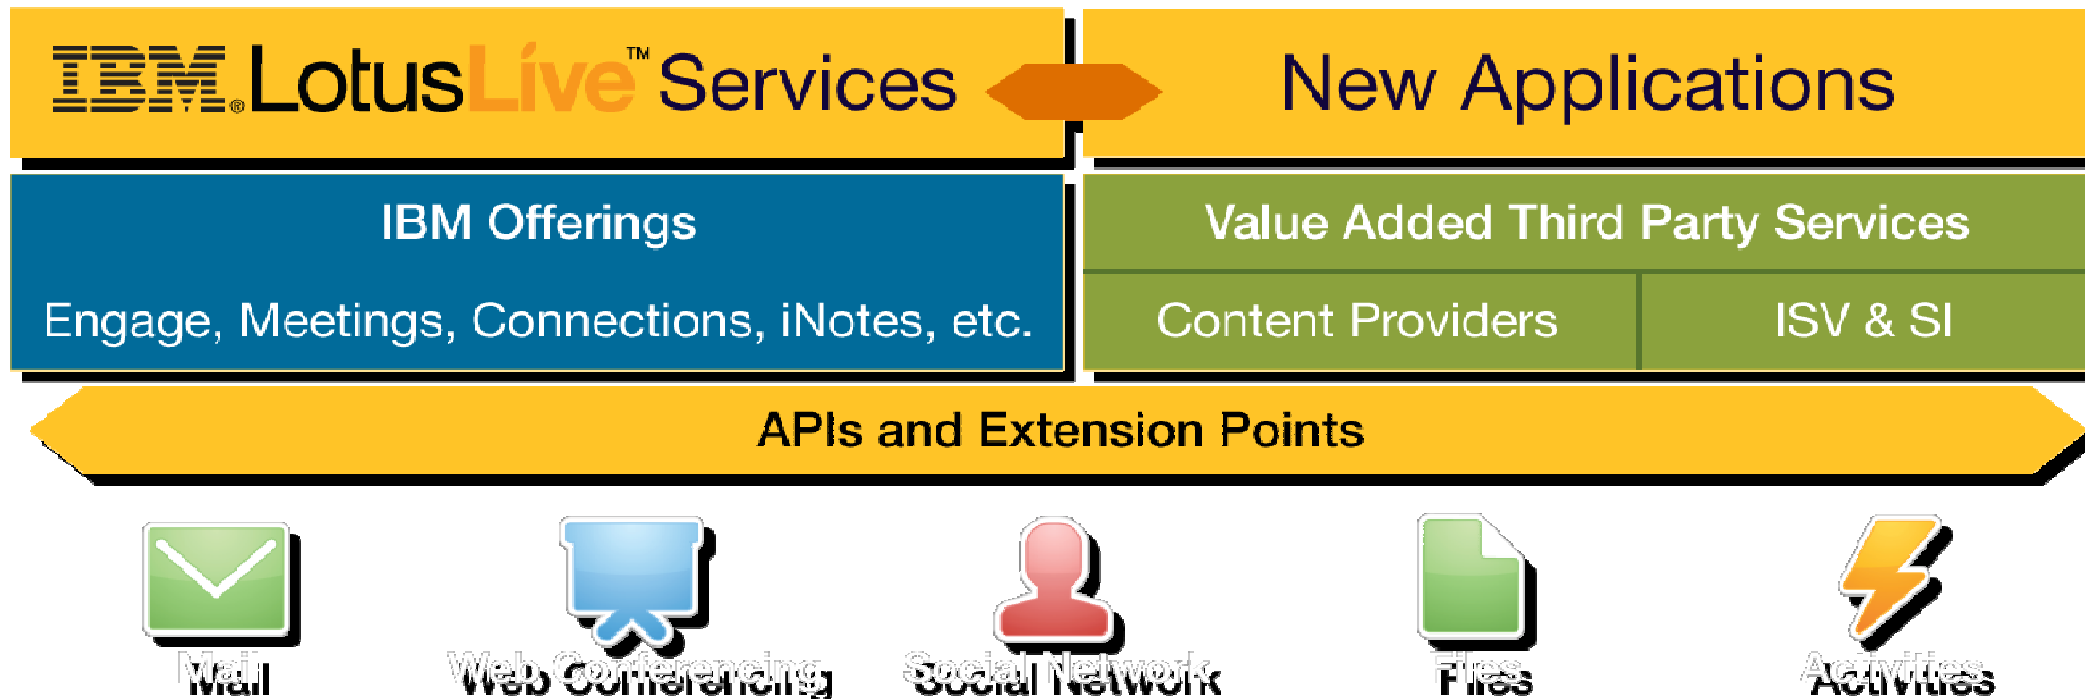 IBM® LotusLive™ Services
New Applications
IBM Offerings
Engage, Meetings, Connections, iNotes, etc.
Value Added Third Party Services
Content Providers
ISV & SI
APIs and Extension Points
Mail
Web Conferencing
Social Network
Files
Activities